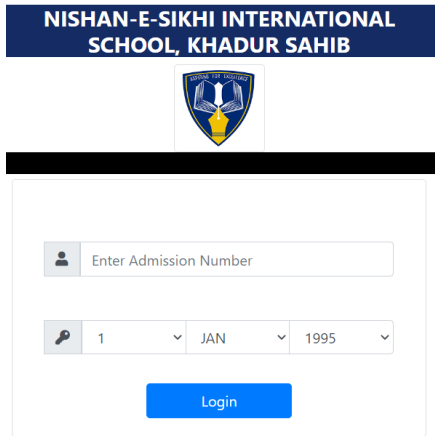 NISHAN-E-SIKHI INTERNATIONAL
SCHOOL, KHADUR SAHIB
Enter Admission Number
1 JAN 1995
Login